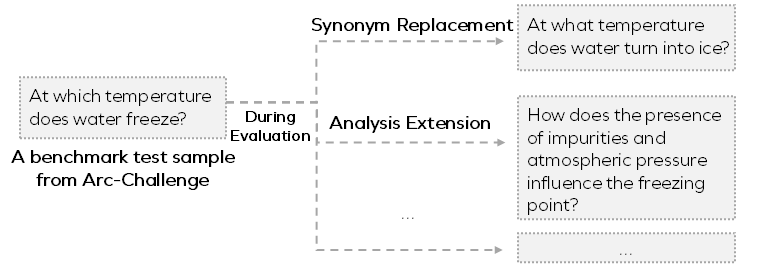 At which temperature
does water freeze?
A benchmark test sample
from Arc-Challenge
During
Evaluation
Synonym Replacement
At what temperature
does water turn into ice?
Analysis Extension
How does the presence
of impurities and
atmospheric pressure
influence the freezing
point?
...
...